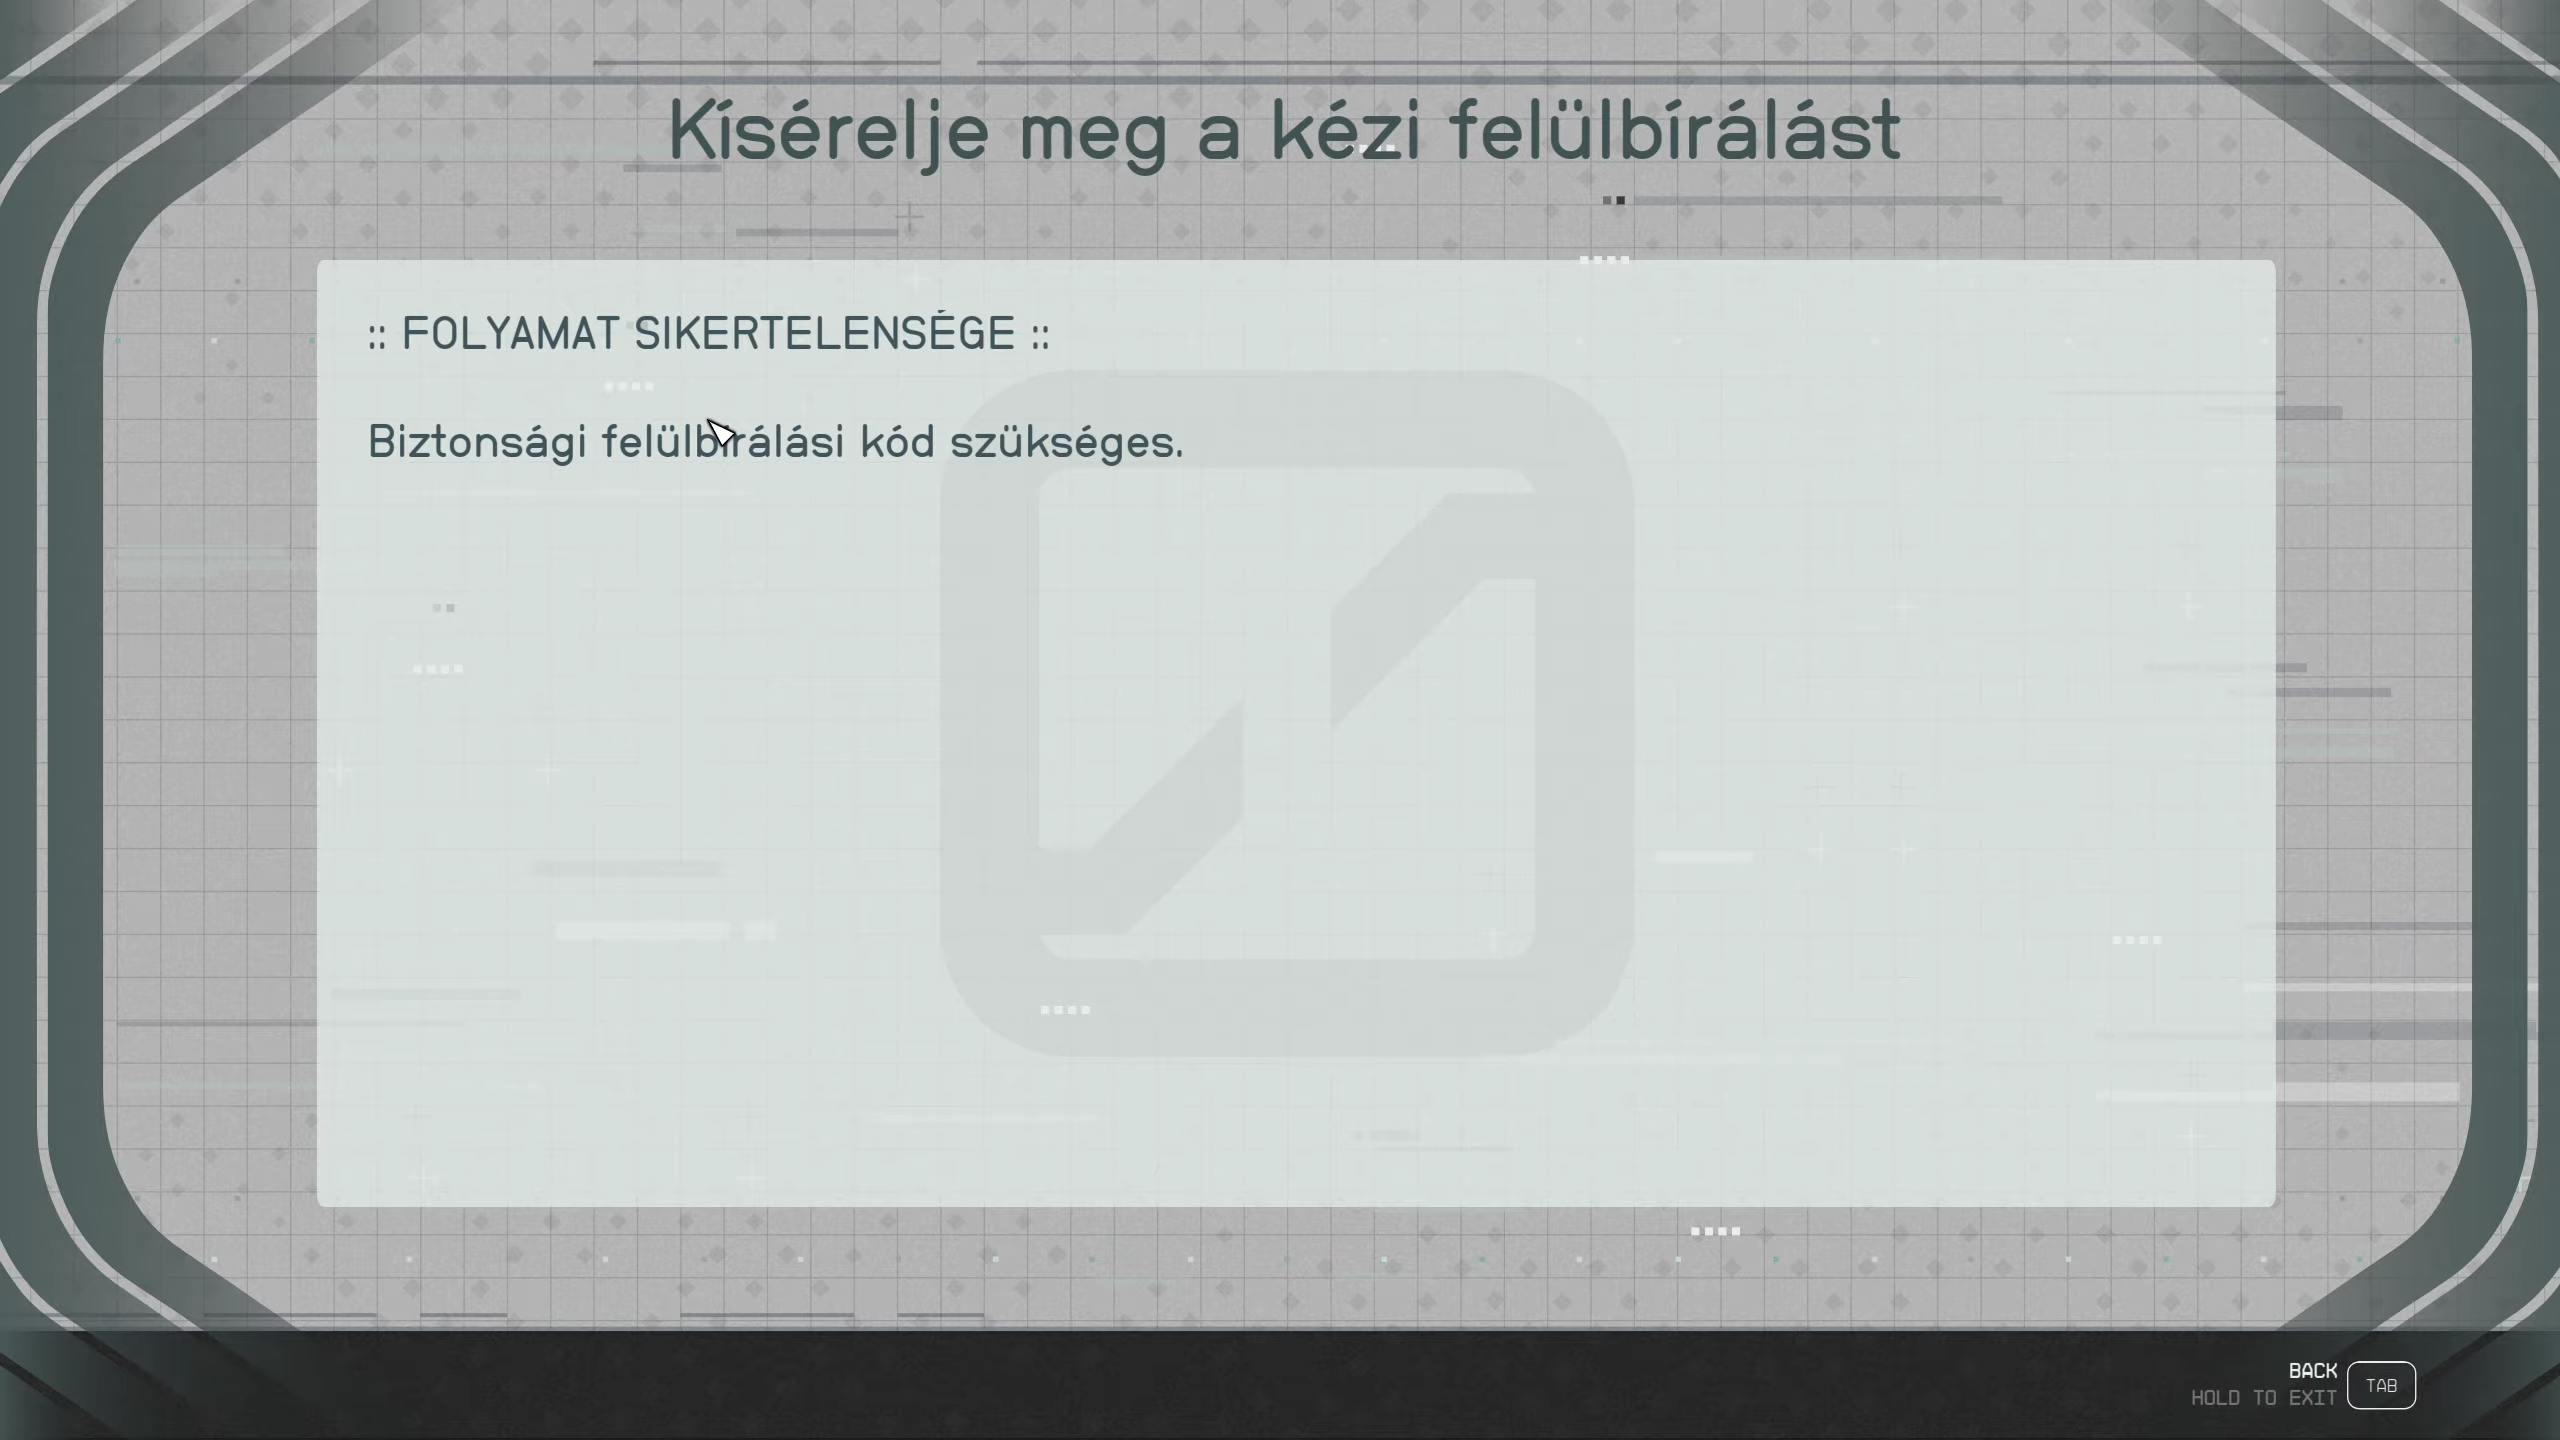 Kísérelje meg a kézi felülbírálást
:: FOLYAMAT SIKERTELENSÉGE ::
Biztonsági felülbírálási kód szükséges.
BACK
HOLD TO EXIT
TAB